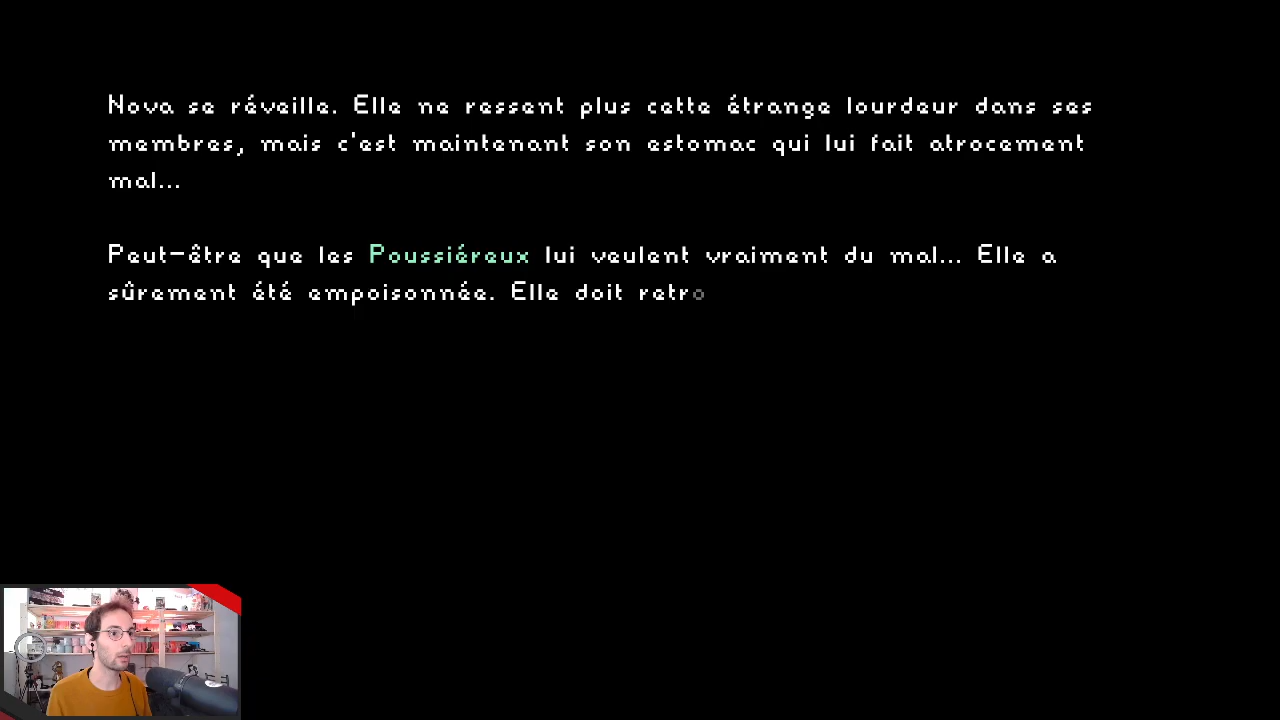 Nova se réveille. Elle ne ressent plus cette étrange lourdeur dans ses
membres, mais c'est maintenant son estomac qui lui fait atrocement
mal...
Peut-être que les Poussiéreux lui veulent vraiment du mal... Elle a
sûrement été empoisonnée. Elle doit retro